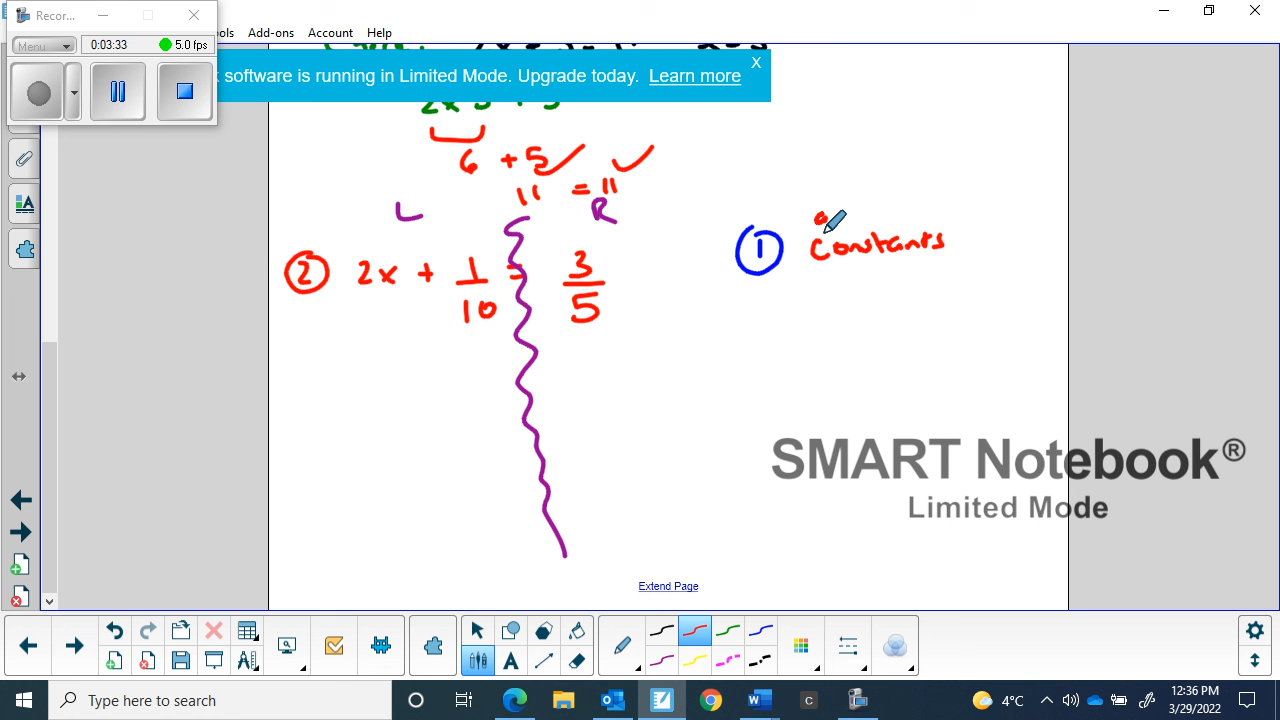 Recor...
Menu
0:03:33
5.0 fps
ols Add-ons Account Help
software is running in Limited Mode. Upgrade today. Learn more X
6 + 5
11 = 11
L R
② 2x + 1/10 = 3/5
① Constants
SMART Notebook®
Limited Mode
Extend Page
Type here to search
4°C
12:36 PM
3/29/2022